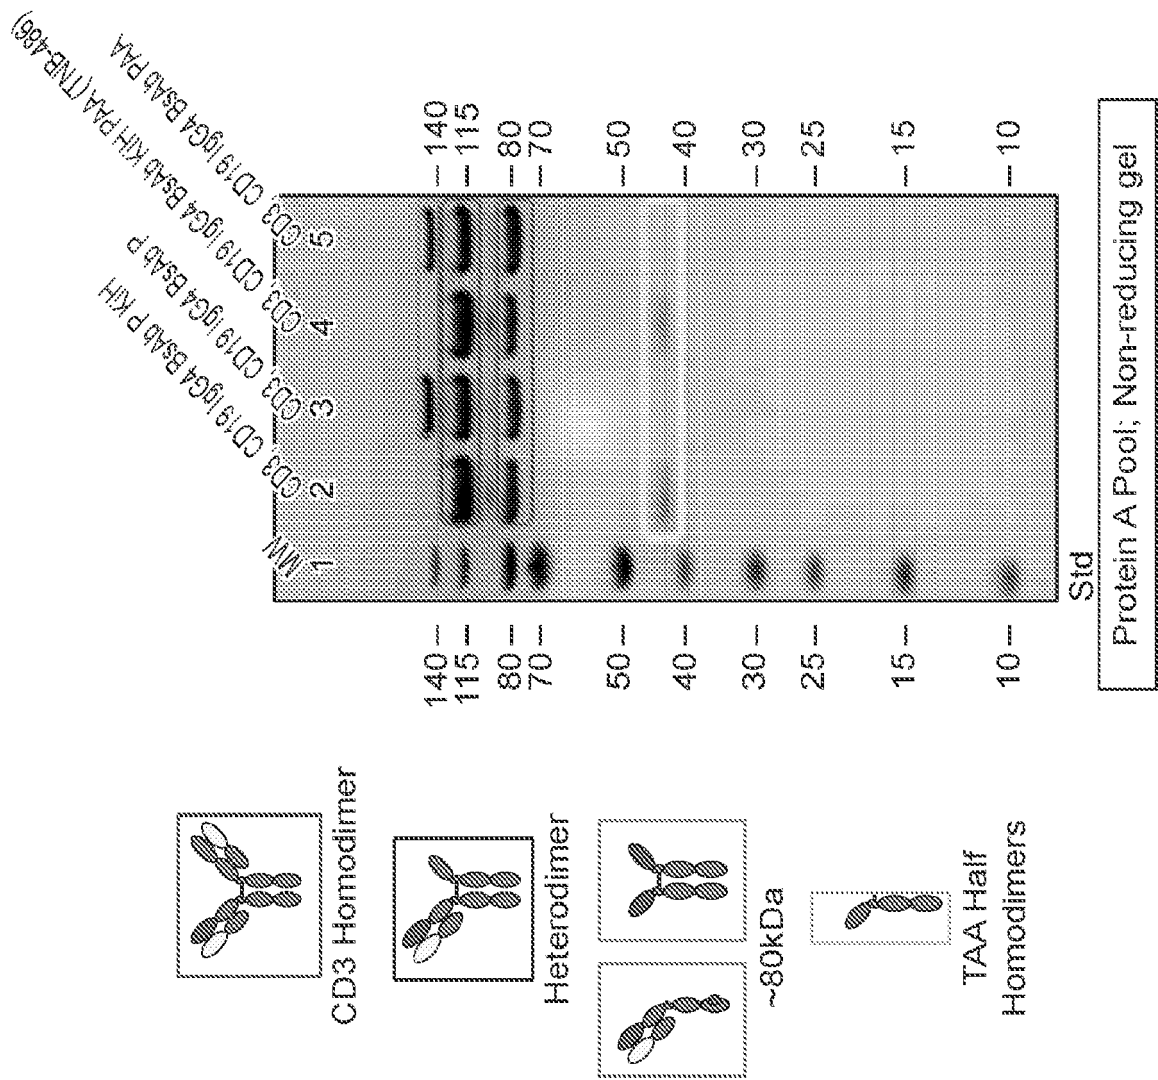 MW
CD3 CD19 IgG4 BsAb P KiH
CD3 CD19 IgG4 BsAb P
CD3 CD19 IgG4 BsAb KiH PAA (TNB-486)
CD3 CD19 IgG4 BsAb PAA
1 2 3 4 5
140 140
115 115
80 80
70 70
50 50
40 40
30 30
25 25
15 15
10 10
Std
Protein A Pool; Non-reducing gel
CD3 Homodimer
Heterodimer
~80kDa
TAA Half
Homodimers